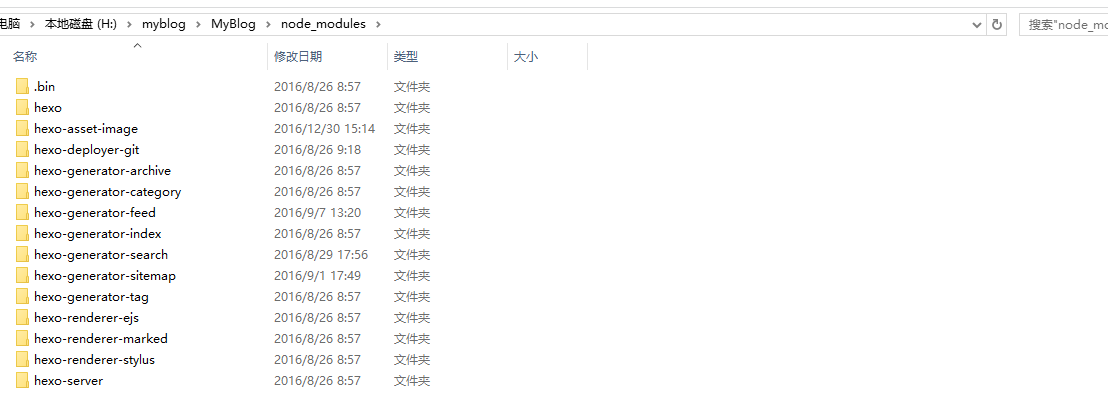 电脑 › 本地磁盘 (H:) › myblog › MyBlog › node_modules › 搜索"node_mo
名称 修改日期 类型 大小
.bin 2016/8/26 8:57 文件夹
hexo 2016/8/26 8:57 文件夹
hexo-asset-image 2016/12/30 15:14 文件夹
hexo-deployer-git 2016/8/26 9:18 文件夹
hexo-generator-archive 2016/8/26 8:57 文件夹
hexo-generator-category 2016/8/26 8:57 文件夹
hexo-generator-feed 2016/9/7 13:20 文件夹
hexo-generator-index 2016/8/26 8:57 文件夹
hexo-generator-search 2016/8/29 17:56 文件夹
hexo-generator-sitemap 2016/9/1 17:49 文件夹
hexo-generator-tag 2016/8/26 8:57 文件夹
hexo-renderer-ejs 2016/8/26 8:57 文件夹
hexo-renderer-marked 2016/8/26 8:57 文件夹
hexo-renderer-stylus 2016/8/26 8:57 文件夹
hexo-server 2016/8/26 8:57 文件夹